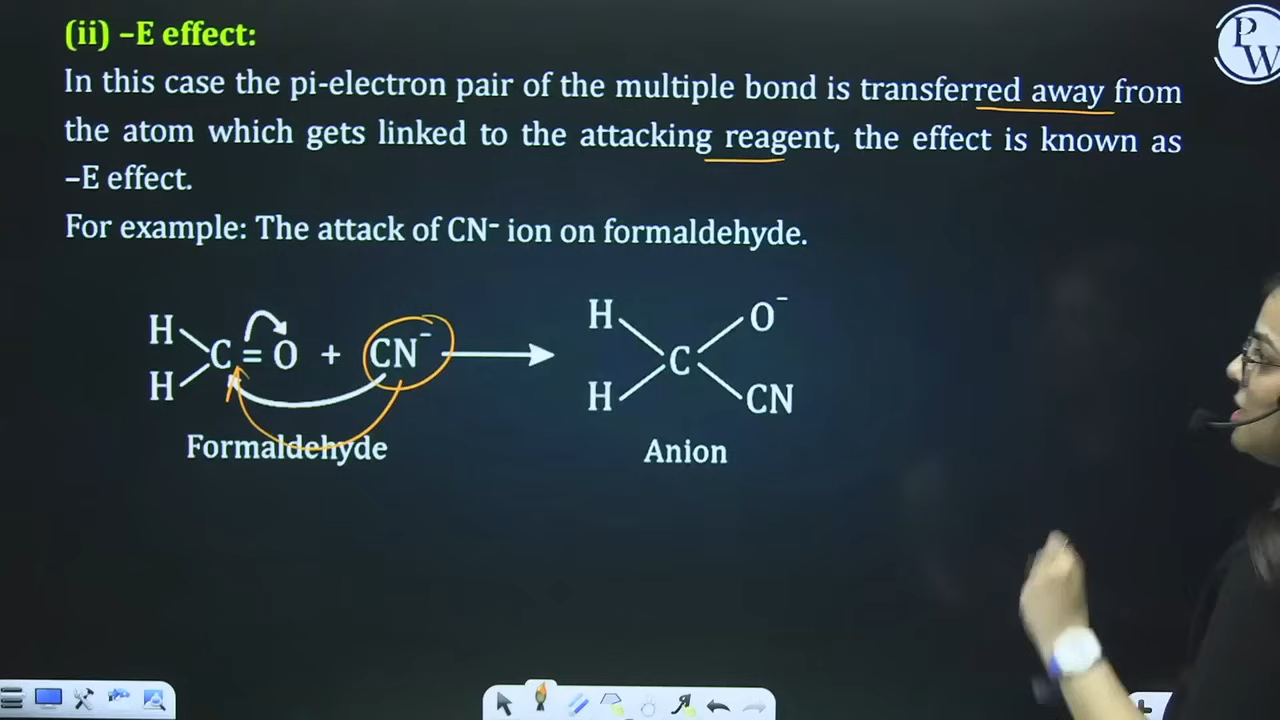 (ii) –E effect:
In this case the pi-electron pair of the multiple bond is transferred away from
the atom which gets linked to the attacking reagent, the effect is known as
–E effect.
For example: The attack of CN⁻ ion on formaldehyde.
H H C = O + CN⁻ H H C O⁻ CN
Formaldehyde Anion
PW